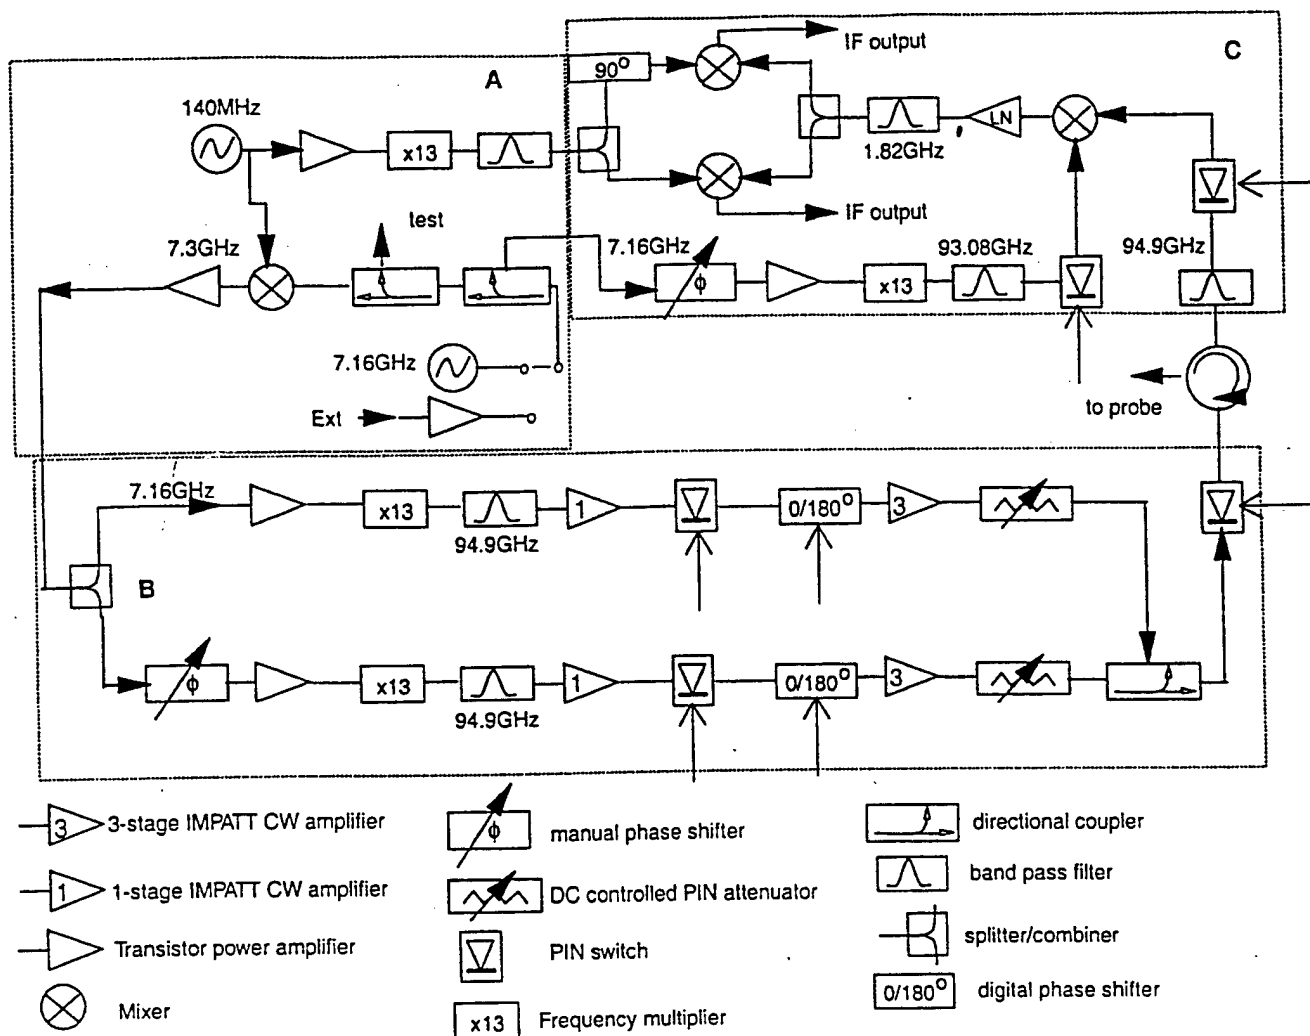 IF output
C
90°
A
140MHz
LN
x13
1.82GHz
test
IF output
7.3GHz
7.16GHz
93.08GHz
94.9GHz
ϕ
x13
7.16GHz
to probe
Ext
7.16GHz
x13
1
0/180°
3
94.9GHz
B
ϕ
x13
1
0/180°
3
94.9GHz
3 3-stage IMPATT CW amplifier
ϕ manual phase shifter
directional coupler
1 1-stage IMPATT CW amplifier
DC controlled PIN attenuator
band pass filter
Transistor power amplifier
PIN switch
splitter/combiner
Mixer
x13 Frequency multiplier
0/180° digital phase shifter